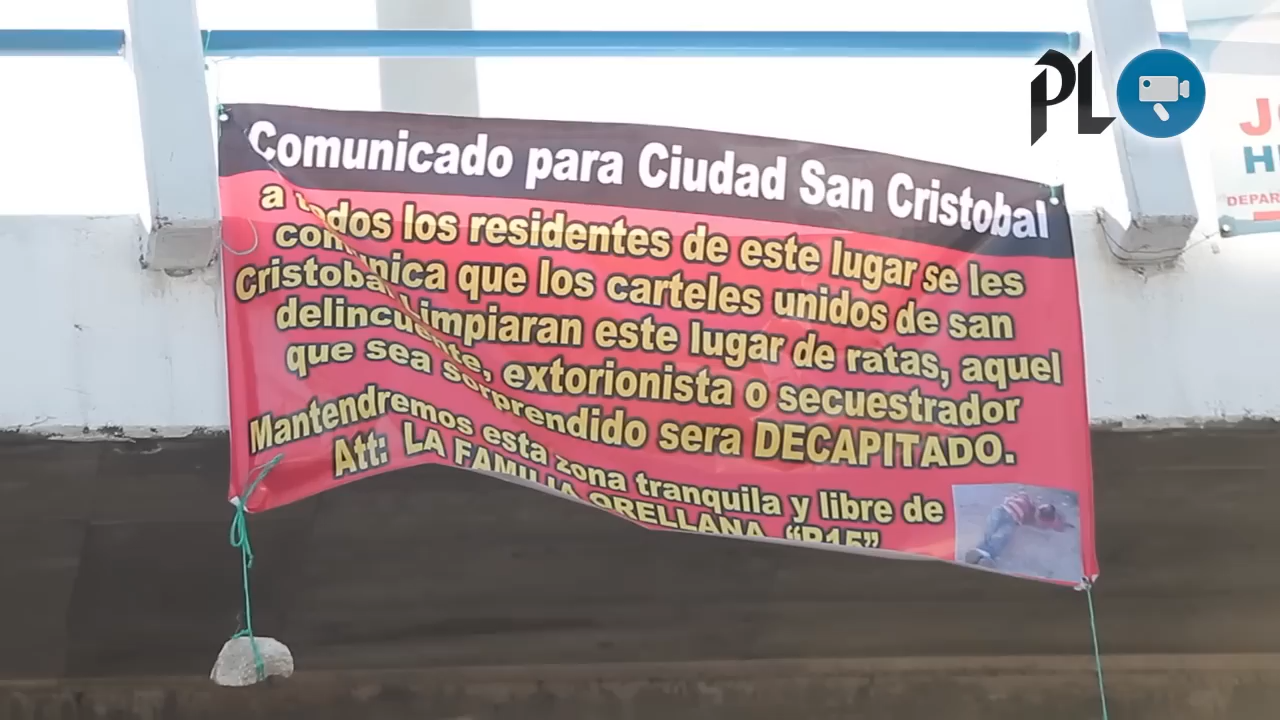 PL
Comunicado para Ciudad San Cristobal
a todos los residentes de este lugar se les
comunica que los carteles unidos de san
Cristobal limpiaran este lugar de ratas, aquel
delincuente, extorionista o secuestrador
que sea sorprendido sera DECAPITADO.
Mantendremos esta zona tranquila y libre de
Att: LA FAMILIA ORELLANA
DEPAR